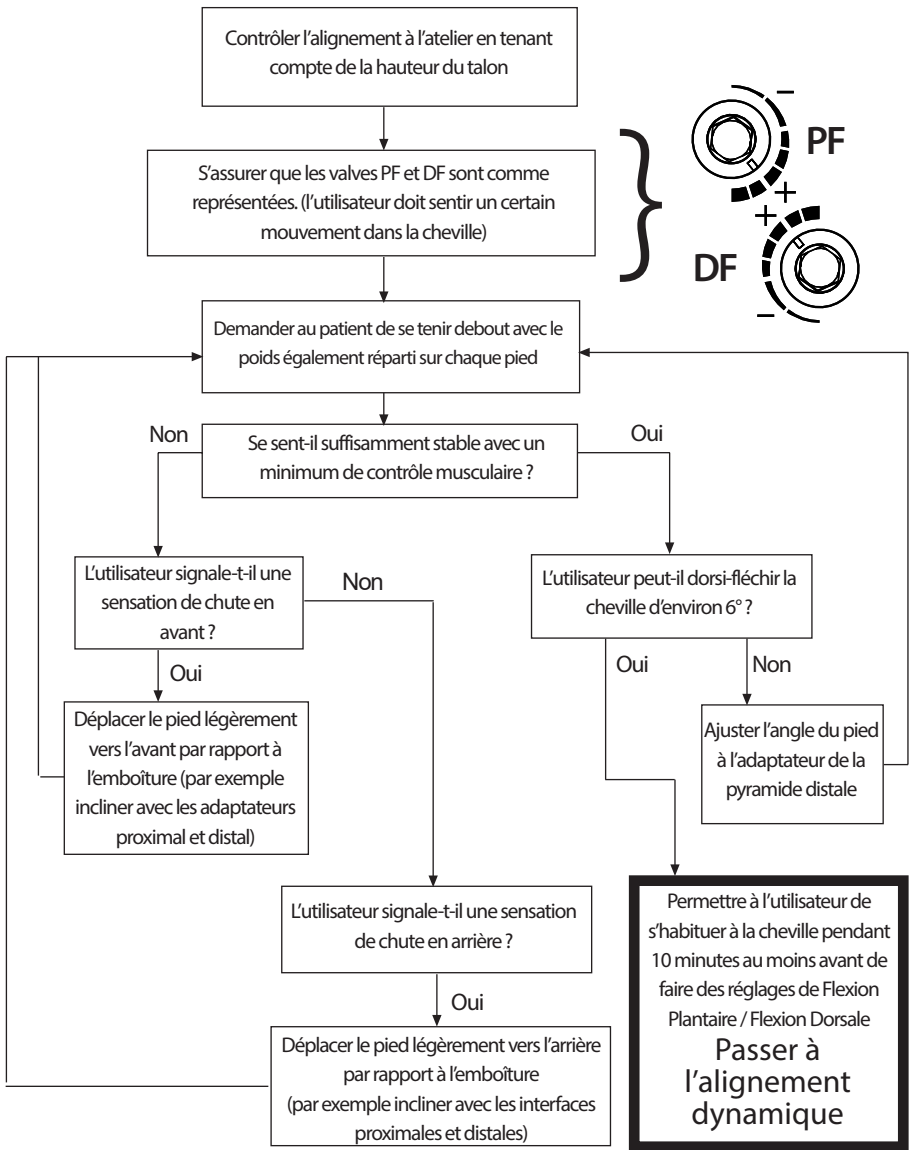 Contrôler l'alignement à l'atelier en tenant
compte de la hauteur du talon
S'assurer que les valves PF et DF sont comme
représentées. (l'utilisateur doit sentir un certain
mouvement dans la cheville)
–
PF
+
+
DF
–
Demander au patient de se tenir debout avec le
poids également réparti sur chaque pied
Non
Se sent-il suffisamment stable avec un
minimum de contrôle musculaire ?
Oui
L'utilisateur signale-t-il une
sensation de chute en
avant ?
Non
L'utilisateur peut-il dorsi-fléchir la
cheville d'environ 6° ?
Oui
Oui
Non
Déplacer le pied légèrement
vers l'avant par rapport à
l'emboîture (par exemple
incliner avec les adaptateurs
proximal et distal)
Ajuster l'angle du pied
à l'adaptateur de la
pyramide distale
L'utilisateur signale-t-il une sensation
de chute en arrière ?
Oui
Déplacer le pied légèrement vers l'arrière
par rapport à l'emboîture
(par exemple incliner avec les interfaces
proximales et distales)
Permettre à l'utilisateur de
s'habituer à la cheville pendant
10 minutes au moins avant de
faire des réglages de Flexion
Plantaire / Flexion Dorsale
Passer à
l'alignement
dynamique